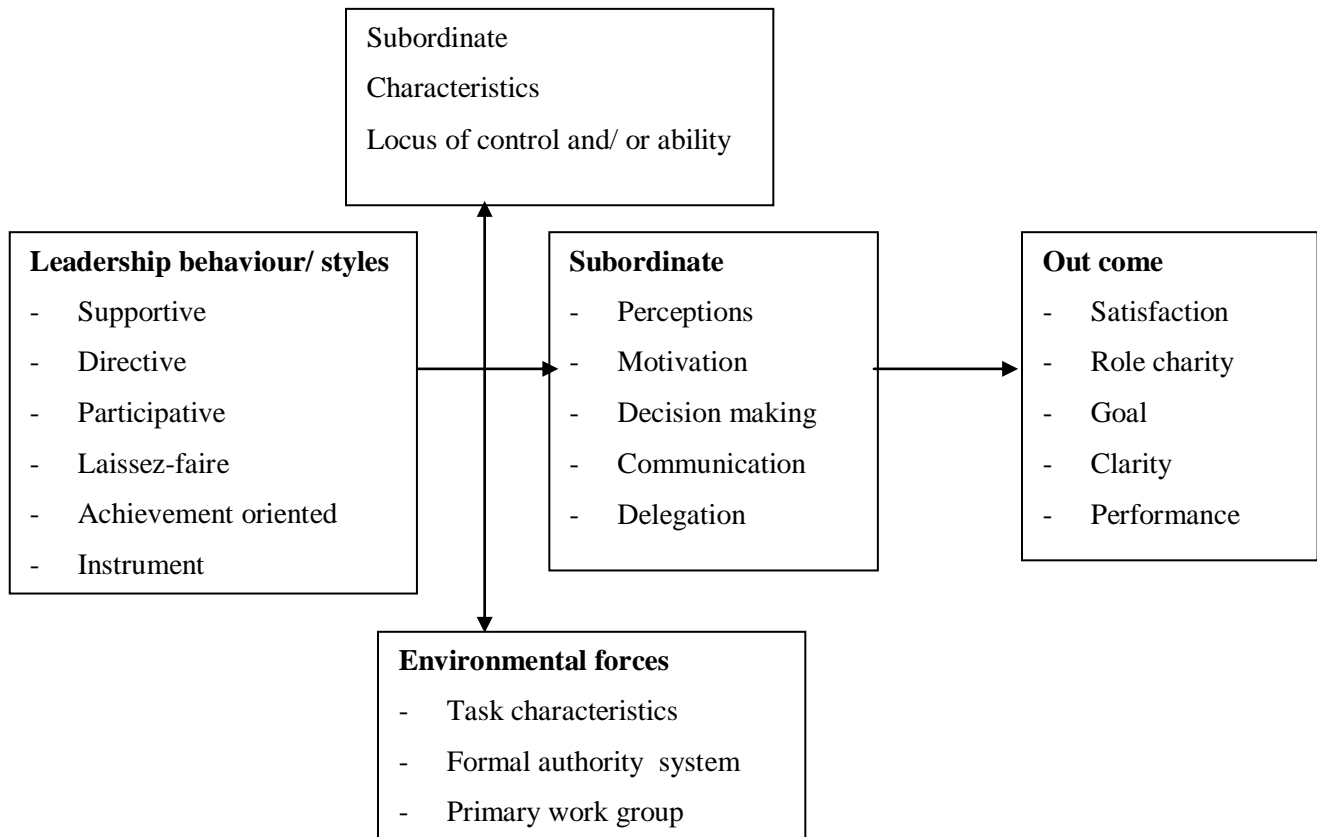 Subordinate
Characteristics
Locus of control and/ or ability
Leadership behaviour/ styles
- Supportive
- Directive
- Participative
- Laissez-faire
- Achievement oriented
- Instrument
Subordinate
- Perceptions
- Motivation
- Decision making
- Communication
- Delegation
Out come
- Satisfaction
- Role charity
- Goal
- Clarity
- Performance
Environmental forces
- Task characteristics
- Formal authority system
- Primary work group